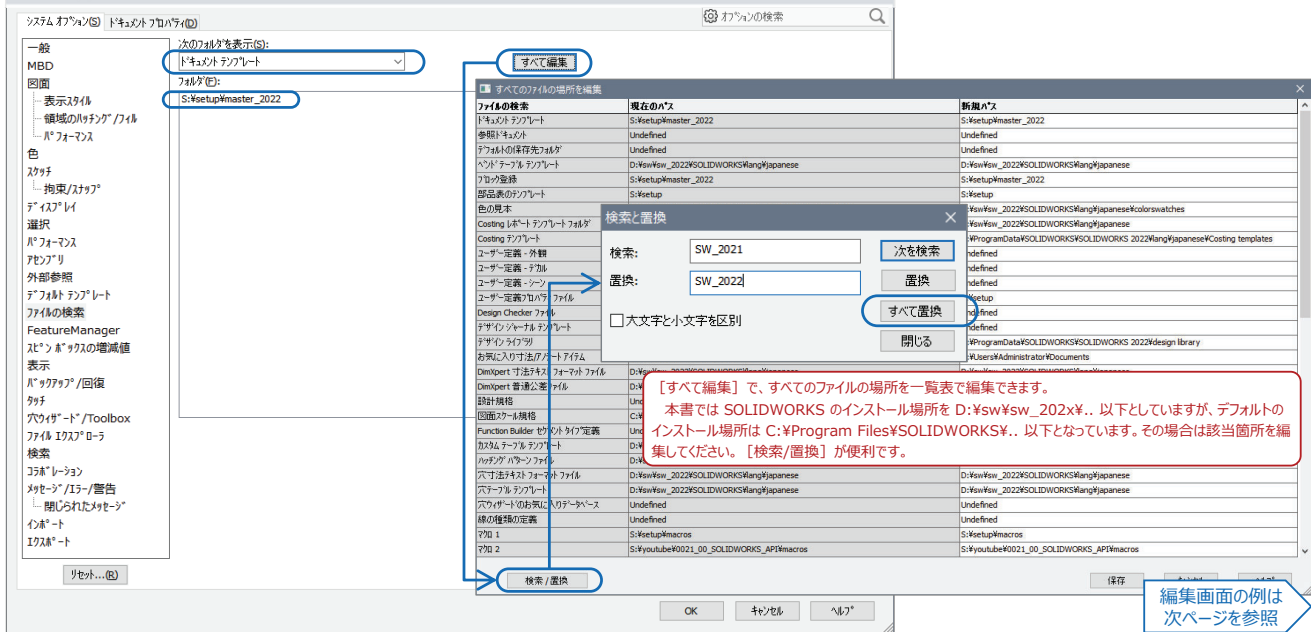 システム オプション(S) ドキュメント プロパティ(D)
オプションの検索
一般
MBD
図面
表示スタイル
領域のハッチング/フィル
パフォーマンス
色
スケッチ
拘束/スナップ
ディスプレイ
選択
パフォーマンス
アセンブリ
外部参照
デフォルト テンプレート
ファイルの検索
FeatureManager
スピン ボックスの増減値
表示
バックアップ/回復
タッチ
穴ウィザード/Toolbox
ファイル エクスプローラ
検索
コラボレーション
メッセージ/エラー/警告
閉じられたメッセージ
インポート
エクスポート
リセット...(R)
次のフォルダを表示(S):
ドキュメント テンプレート
フォルダ(F):
S:¥setup¥master_2022
すべて編集
すべてのファイルの場所を編集
ファイルの検索 現在のパス 新規パス
ドキュメント テンプレート S:¥setup¥master_2022 S:¥setup¥master_2022
参照ドキュメント Undefined Undefined
デフォルトの保存先フォルダ Undefined Undefined
ベンド テーブル テンプレート D:¥sw¥sw_2022¥SOLIDWORKS¥lang¥japanese D:¥sw¥sw_2022¥SOLIDWORKS¥lang¥japanese
ブロック登録 S:¥setup¥master_2022 S:¥setup¥master_2022
部品表のテンプレート S:¥setup S:¥setup
色の見本 ¥sw¥sw_2022¥SOLIDWORKS¥lang¥japanese¥colorswatches
Costing レポート テンプレート フォルダ ¥sw¥sw_2022¥SOLIDWORKS¥lang¥japanese
Costing テンプレート ¥ProgramData¥SOLIDWORKS¥SOLIDWORKS 2022¥lang¥japanese¥Costing templates
ユーザー定義 - 外観 ndefined
ユーザー定義 - デカル ndefined
ユーザー定義 - シーン ndefined
ユーザー定義プロパティ ファイル ¥setup
Design Checker ファイル ndefined
デザイン ジャーナル テンプレート ndefined
デザイン ライブラリ ¥ProgramData¥SOLIDWORKS¥SOLIDWORKS 2022¥design library
お気に入り寸法/アノテート アイテム ¥Users¥Administrator¥Documents
DimXpert 寸法テキスト フォーマット ファイル
DimXpert 普通公差ファイル D:¥
設計規格 Und
図面スケール規格 C:¥
Function Builder セグメント タイプ定義 Und
カスタム テーブル テンプレート D:¥
ハッチング パターン ファイル D:¥
穴寸法テキスト フォーマット ファイル D:¥sw¥sw_2022¥SOLIDWORKS¥lang¥japanese D:¥sw¥sw_2022¥SOLIDWORKS¥lang¥japanese
穴テーブル テンプレート D:¥sw¥sw_2022¥SOLIDWORKS¥lang¥japanese D:¥sw¥sw_2022¥SOLIDWORKS¥lang¥japanese
穴ウィザードのお気に入りデータベース Undefined Undefined
線の種類の定義 Undefined Undefined
マクロ 1 S:¥setup¥macros S:¥setup¥macros
マクロ 2 S:¥youtube¥0021_00_SOLIDWORKS_API¥macros S:¥youtube¥0021_00_SOLIDWORKS_API¥macros
検索と置換
検索: SW_2021 次を検索
置換: SW_2022 置換
大文字と小文字を区別 すべて置換
閉じる
[すべて編集]で、すべてのファイルの場所を一覧表で編集できます。
本書では SOLIDWORKS のインストール場所を D:¥sw¥sw_202x¥.. 以下としていますが、デフォルトの
インストール場所は C:¥Program Files¥SOLIDWORKS¥.. 以下となっています。その場合は該当箇所を編
集してください。[検索/置換]が便利です。
検索/置換 保存
OK キャンセル ヘルプ
編集画面の例は
次ページを参照